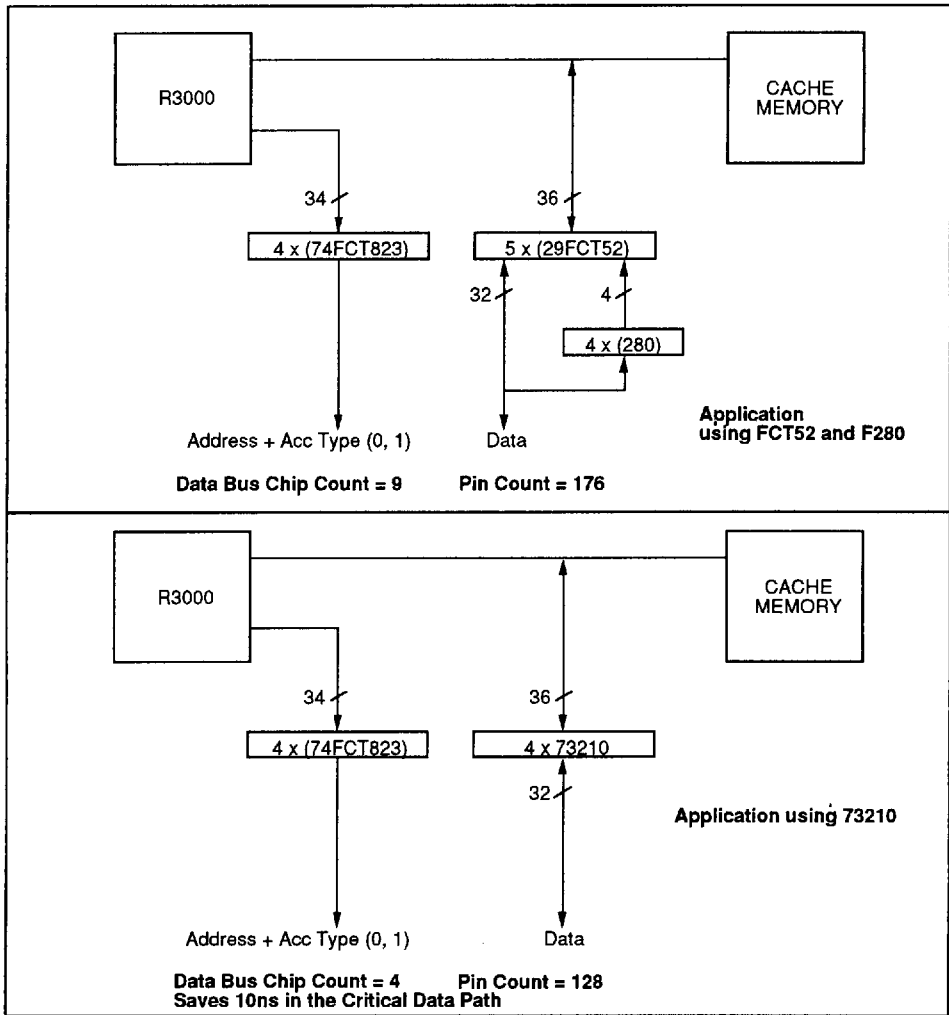 R3000
CACHE
MEMORY
34
36
4 x (74FCT823)
5 x (29FCT52)
32
4
4 x (280)
Application
using FCT52 and F280
Address + Acc Type (0, 1)
Data
Data Bus Chip Count = 9
Pin Count = 176
R3000
CACHE
MEMORY
34
36
4 x (74FCT823)
4 x 73210
32
Application using 73210
Address + Acc Type (0, 1)
Data
Data Bus Chip Count = 4
Pin Count = 128
Saves 10ns in the Critical Data Path